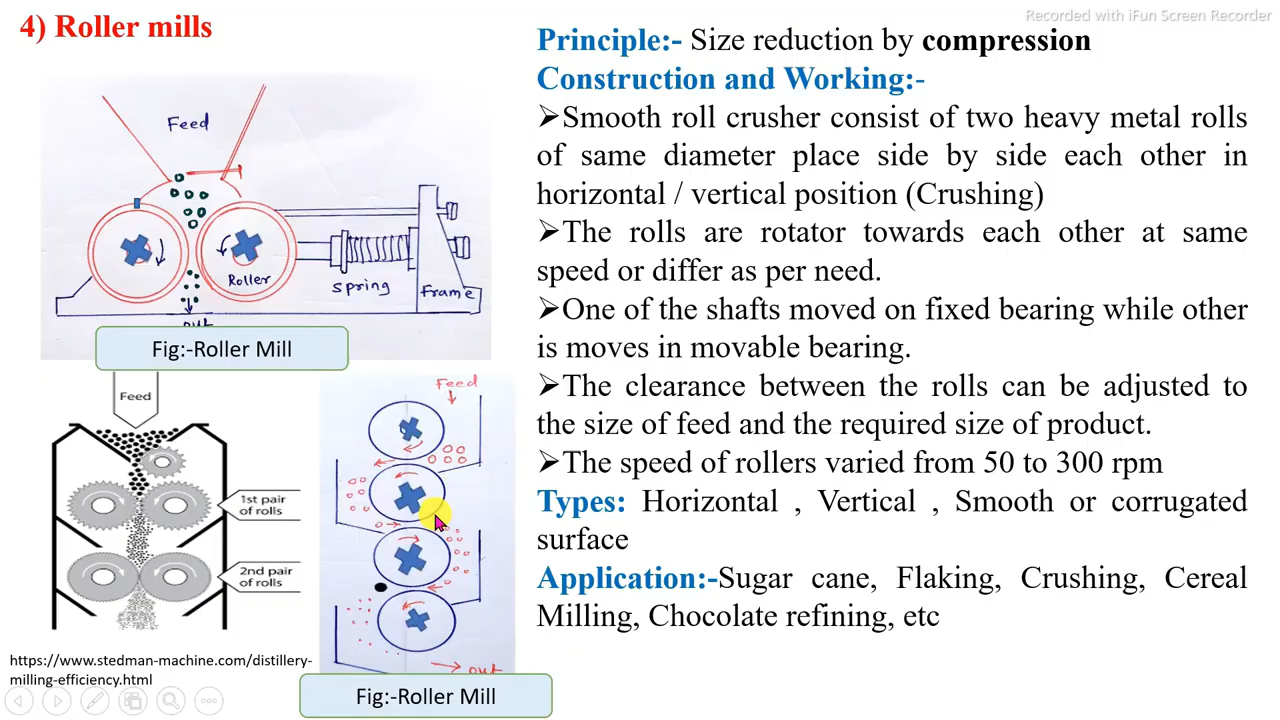 4) Roller mills
Recorded with iFun Screen Recorder
Feed
Roller
Spring
Frame
out
Fig:-Roller Mill
Feed
1st pair
of rolls
2nd pair
of rolls
Feed
out
https://www.stedman-machine.com/distillery-
milling-efficiency.html
Fig:-Roller Mill
Principle:- Size reduction by compression
Construction and Working:-
➢Smooth roll crusher consist of two heavy metal rolls
of same diameter place side by side each other in
horizontal / vertical position (Crushing)
➢The rolls are rotator towards each other at same
speed or differ as per need.
➢One of the shafts moved on fixed bearing while other
is moves in movable bearing.
➢The clearance between the rolls can be adjusted to
the size of feed and the required size of product.
➢The speed of rollers varied from 50 to 300 rpm
Types: Horizontal , Vertical , Smooth or corrugated
surface
Application:-Sugar cane, Flaking, Crushing, Cereal
Milling, Chocolate refining, etc